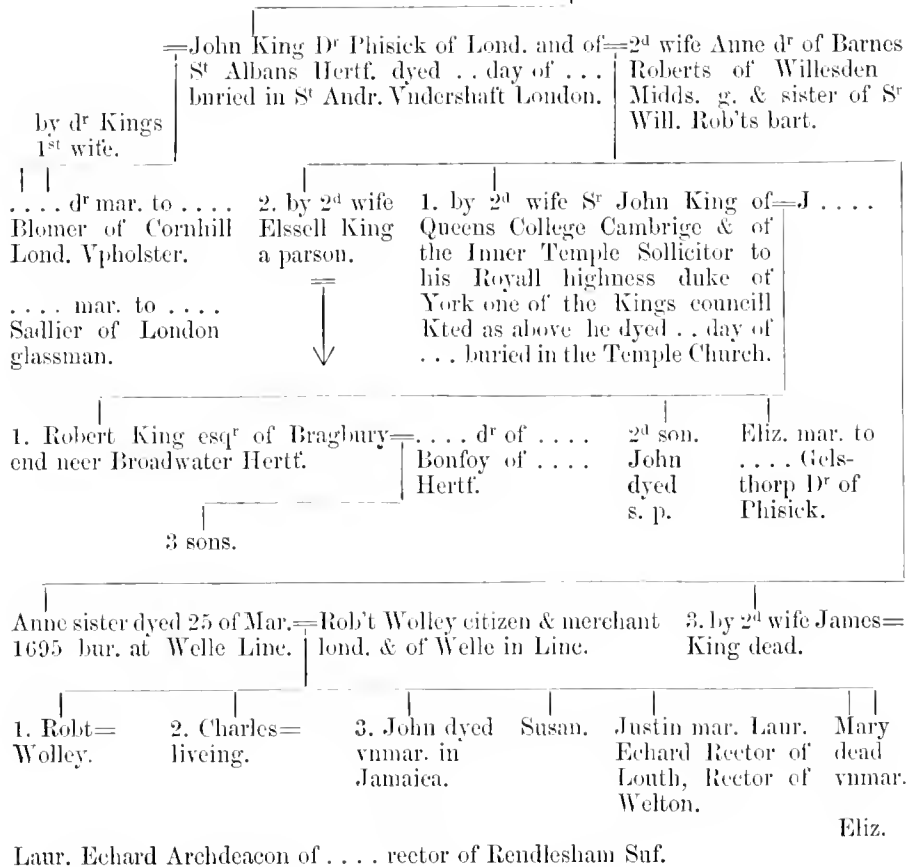 =John King Dʳ Phisick of Lond. and of=
Sᵗ Albans Hertf. dyed . . day of . . .
buried in Sᵗ Andr. Vndershaft London.
2ᵈ wife Anne dʳ of Barnes
Roberts of Willesden
Midds. g. & sister of Sʳ
Will. Rob'ts bart.
by dʳ Kings
1ˢᵗ wife.
. . . . dʳ mar. to . . . .
Blomer of Cornhill
Lond. Vpholster.
. . . . mar. to . . . .
Sadlier of London
glassman.
2. by 2ᵈ wife
Elssell King
a parson.
1. by 2ᵈ wife Sʳ John King of=J . . . .
Queens College Cambrige & of
the Inner Temple Sollicitor to
his Royall highness duke of
York one of the Kings councill
Kted as above he dyed . . day of
. . . buried in the Temple Church.
1. Robert King esqʳ of Bragbury=
end neer Broadwater Hertf.
. . . . dʳ of . . . .
Bonfoy of . . . .
Hertf.
2ᵈ son.
John
dyed
s. p.
Eliz. mar. to
. . . . Gels-
thorp Dʳ of
Phisick.
3 sons.
Anne sister dyed 25 of Mar.=
1695 bur. at Welle Linc.
Rob't Wolley citizen & merchant
lond. & of Welle in Linc.
3. by 2ᵈ wife James=
King dead.
1. Robt=
Wolley.
2. Charles=
liveing.
3. John dyed
vnmar. in
Jamaica.
Susan.
Justin mar. Laur.
Echard Rector of
Louth, Rector of
Welton.
Mary
dead
vnmar.
Eliz.
Laur. Echard Archdeacon of . . . . rector of Rendlesham Suf.